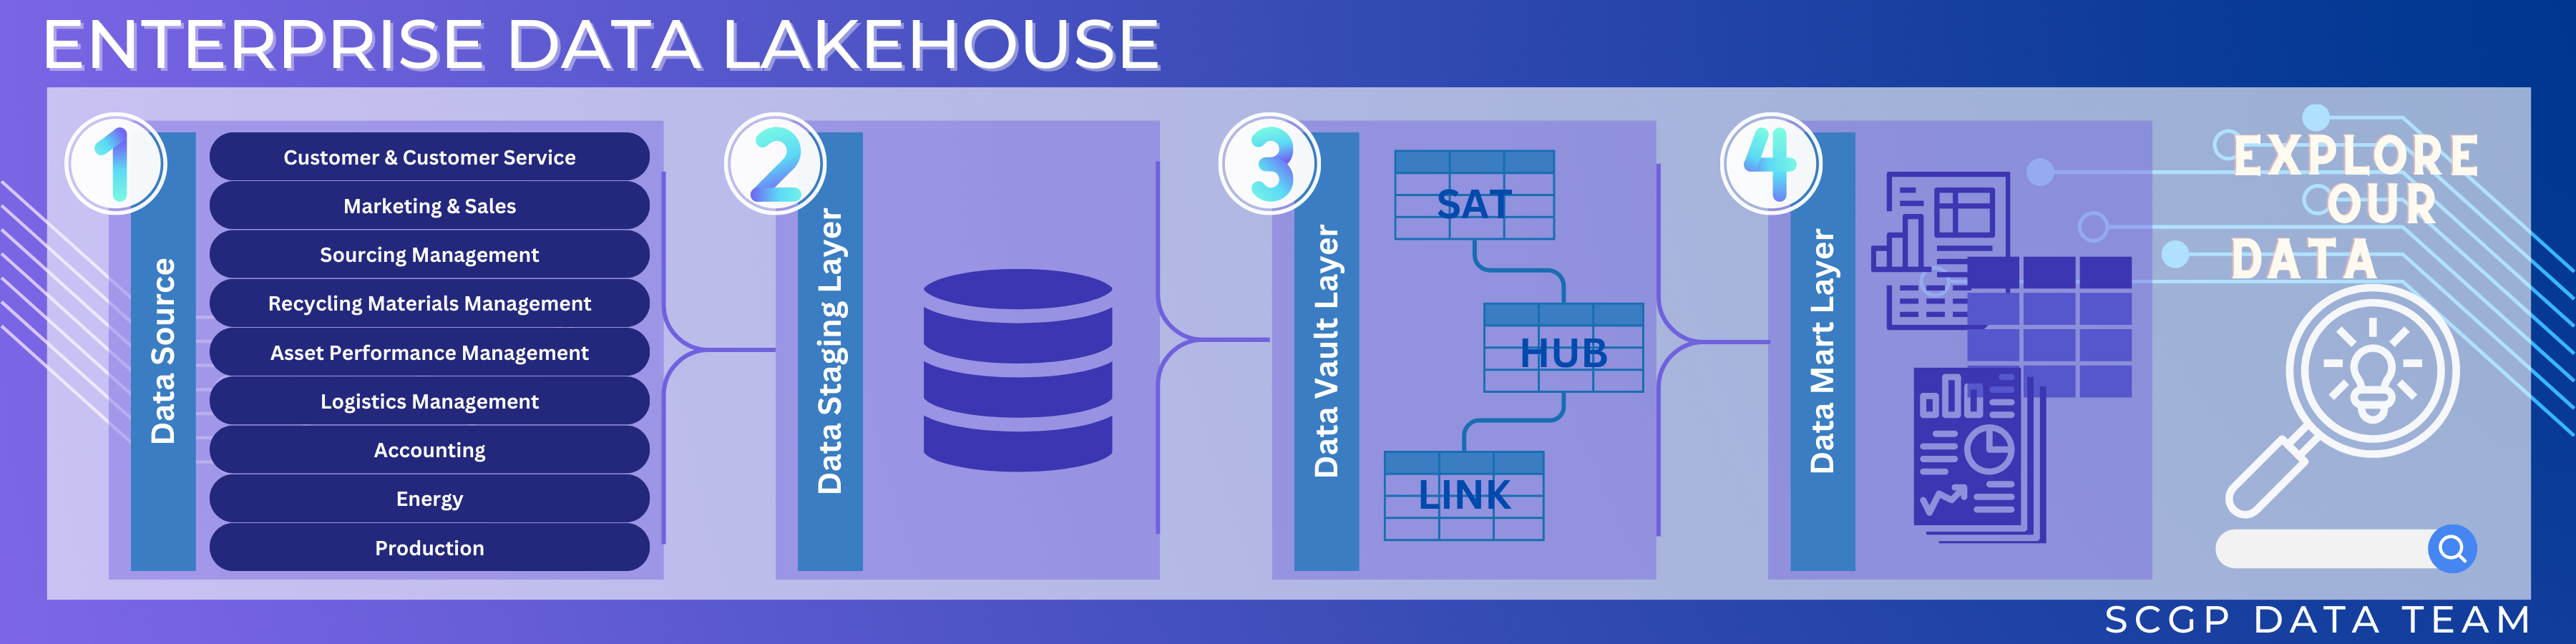 ENTERPRISE DATA LAKEHOUSE
1
Data Source
Customer & Customer Service
Marketing & Sales
Sourcing Management
Recycling Materials Management
Asset Performance Management
Logistics Management
Accounting
Energy
Production
2
Data Staging Layer
3
Data Vault Layer
SAT
HUB
LINK
4
Data Mart Layer
EXPLORE
OUR
DATA
SCGP DATA TEAM